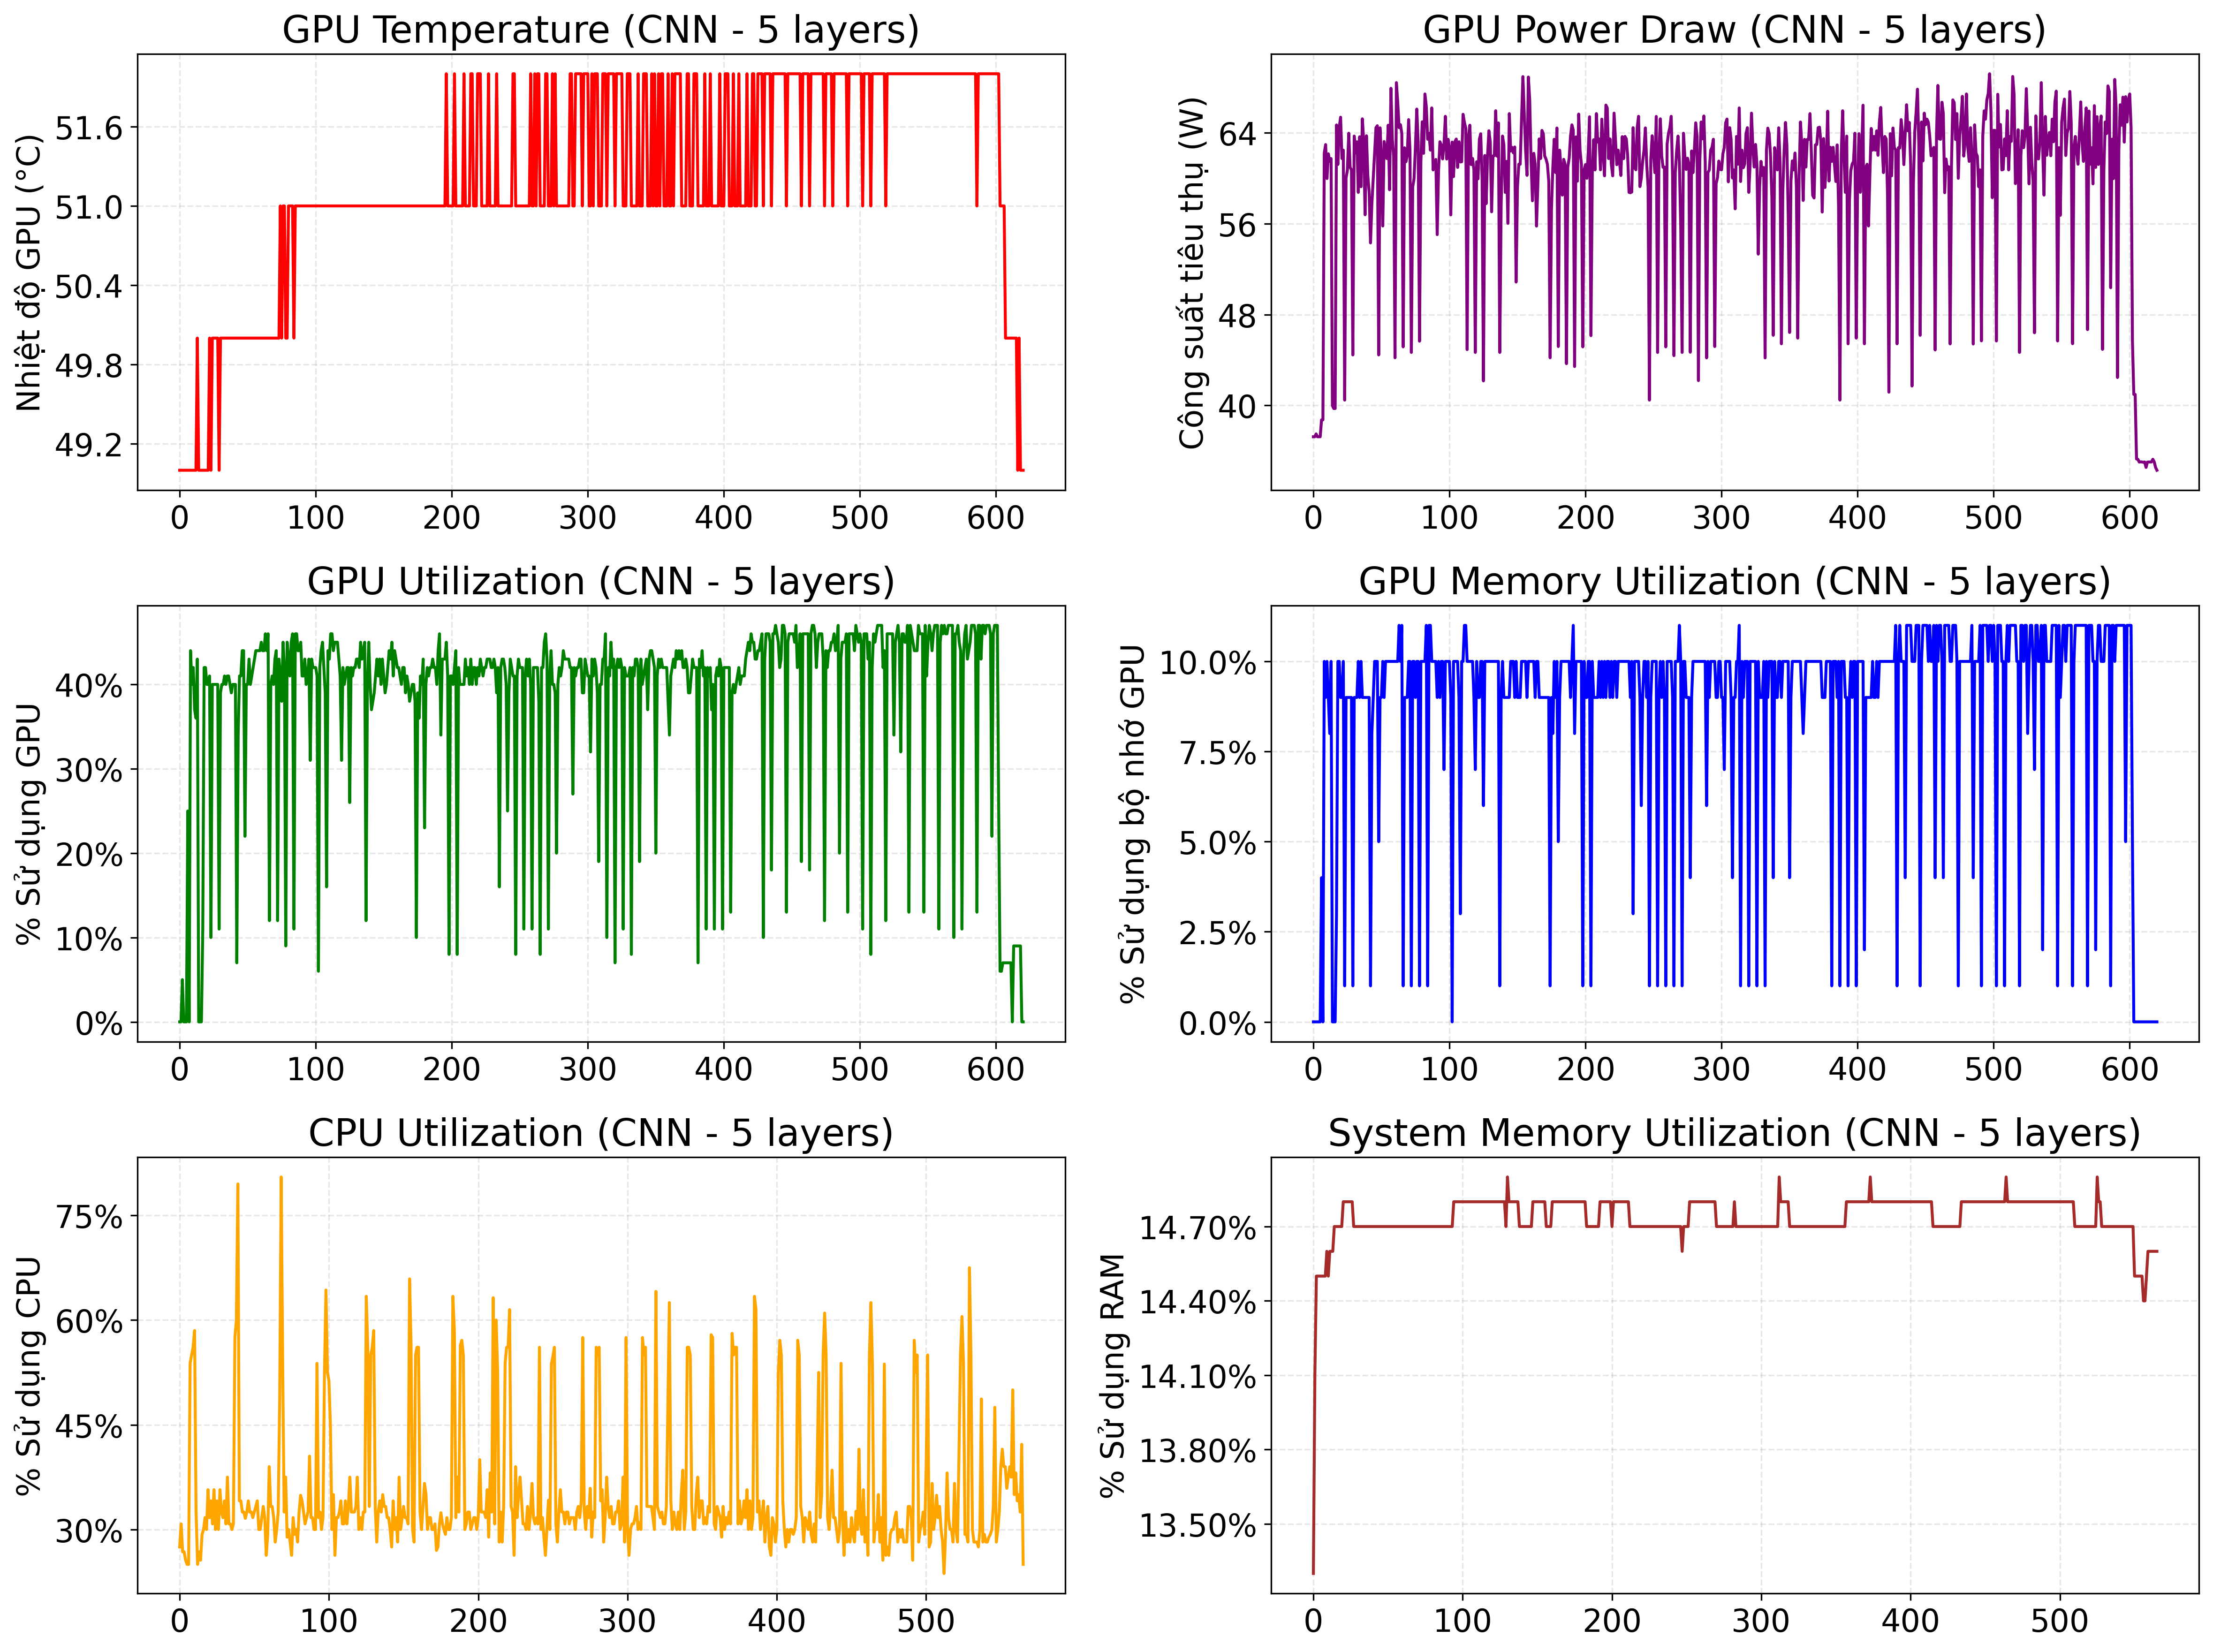 GPU Temperature (CNN - 5 layers)
Nhiệt độ GPU (°C)
51.6
51.0
50.4
49.8
49.2
0 100 200 300 400 500 600
GPU Power Draw (CNN - 5 layers)
Công suất tiêu thụ (W)
64
56
48
40
0 100 200 300 400 500 600
GPU Utilization (CNN - 5 layers)
% Sử dụng GPU
40%
30%
20%
10%
0%
0 100 200 300 400 500 600
GPU Memory Utilization (CNN - 5 layers)
% Sử dụng bộ nhớ GPU
10.0%
7.5%
5.0%
2.5%
0.0%
0 100 200 300 400 500 600
CPU Utilization (CNN - 5 layers)
% Sử dụng CPU
75%
60%
45%
30%
0 100 200 300 400 500
System Memory Utilization (CNN - 5 layers)
% Sử dụng RAM
14.70%
14.40%
14.10%
13.80%
13.50%
0 100 200 300 400 500